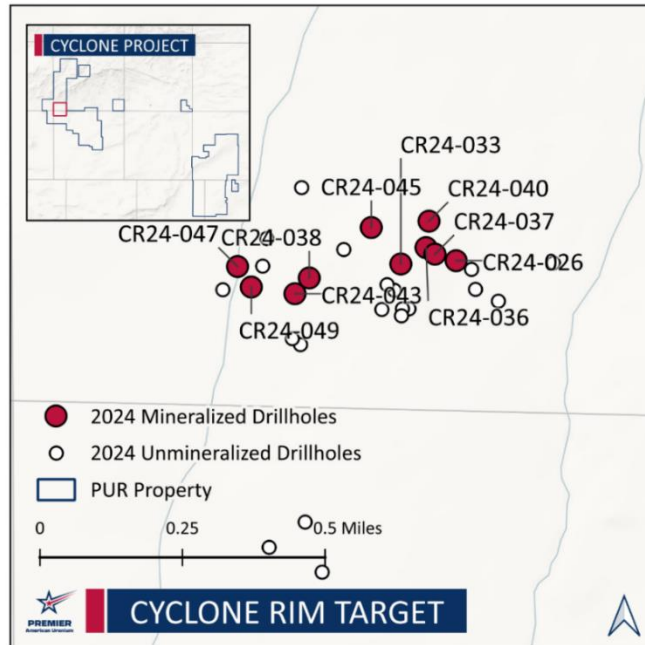 CYCLONE PROJECT
CR24-033
CR24-045
CR24-040
CR24-037
CR24-047
CR24-038
CR24-026
CR24-043
CR24-036
CR24-049
2024 Mineralized Drillholes
2024 Unmineralized Drillholes
PUR Property
0
0.25
0.5 Miles
PREMIER
American Uranium
CYCLONE RIM TARGET